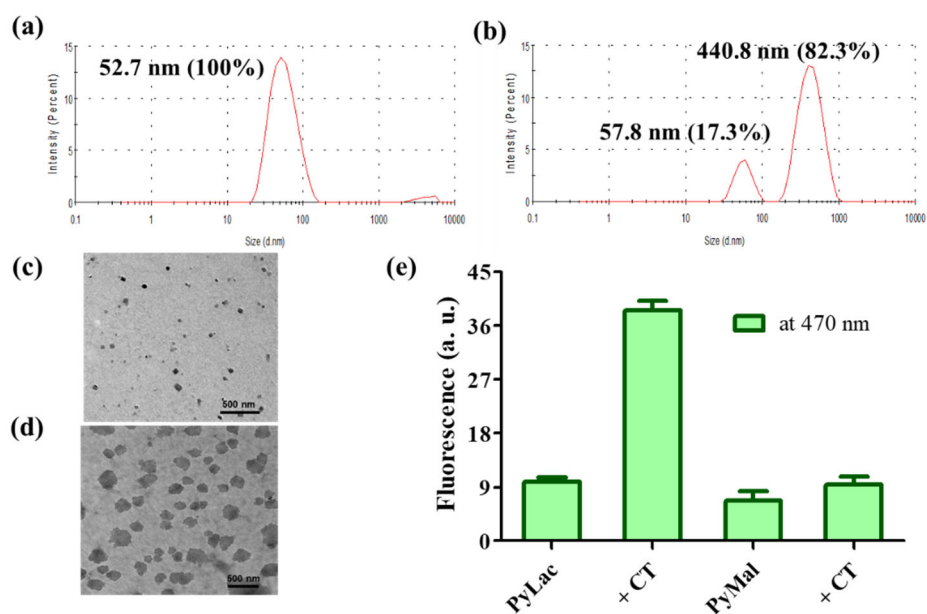 (a)
15
10
5
0
Intensity (Percent)
52.7 nm (100%)
0.1 1 10 100 1000 10000
Size (d.nm)
(b)
15
10
5
0
Intensity (Percent)
440.8 nm (82.3%)
57.8 nm (17.3%)
0.1 1 10 100 1000 10000
Size (d.nm)
(c)
500 nm
(d)
500 nm
(e)
45
36
27
18
9
0
Fluorescence (a. u.)
at 470 nm
PyLac + CT PyMal + CT